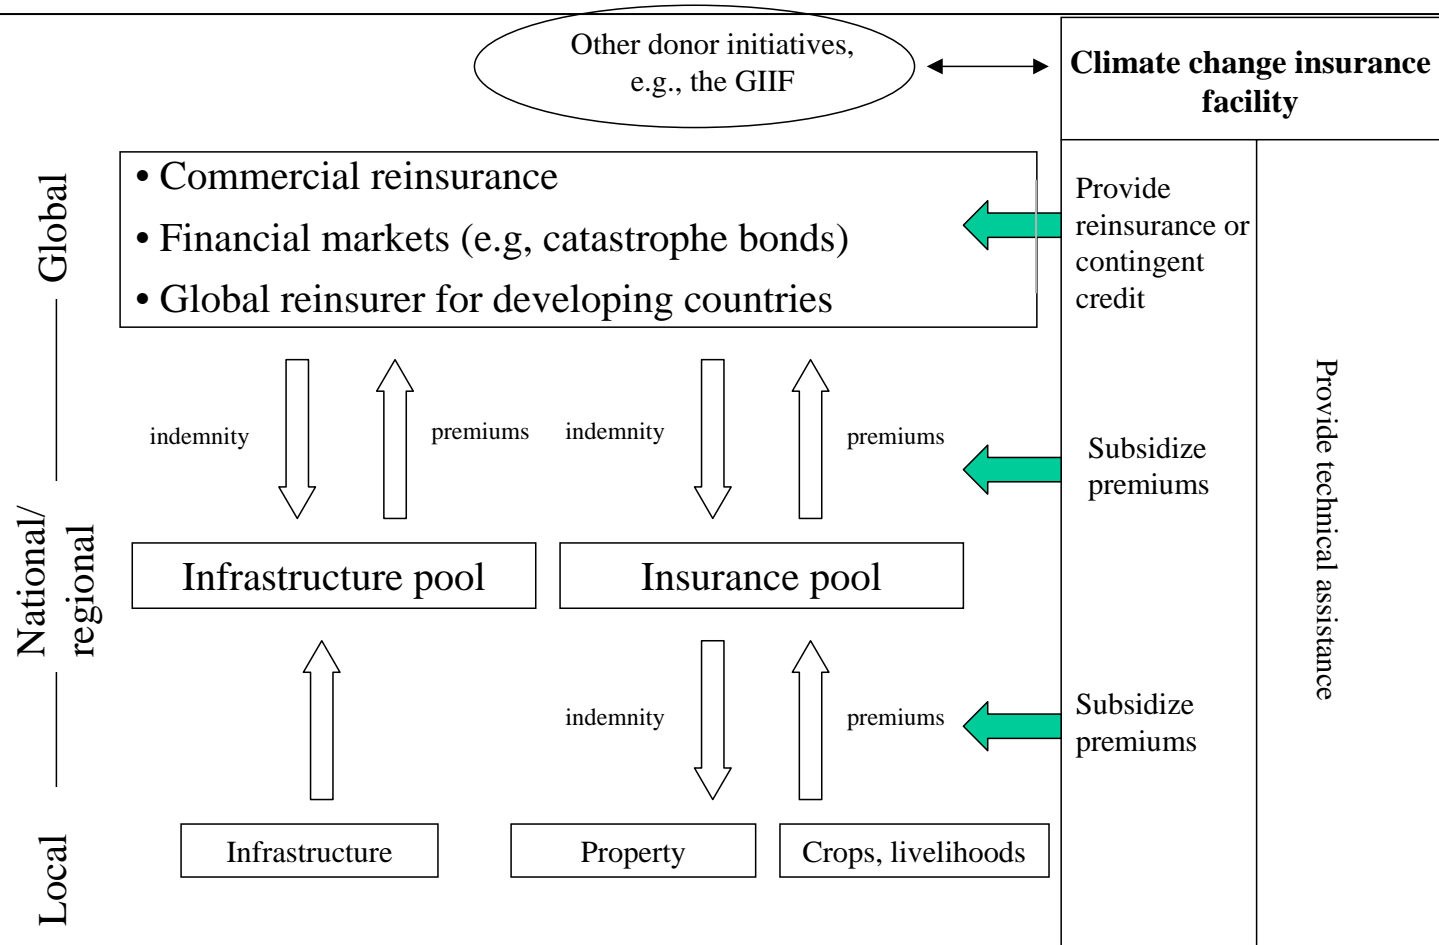 Other donor initiatives,
e.g., the GIIF
Climate change insurance
facility
Global
• Commercial reinsurance
• Financial markets (e.g, catastrophe bonds)
• Global reinsurer for developing countries
Provide
reinsurance or
contingent
credit
indemnity
premiums
indemnity
premiums
Subsidize
premiums
Provide technical assistance
National/
regional
Infrastructure pool
Insurance pool
indemnity
premiums
Subsidize
premiums
Local
Infrastructure
Property
Crops, livelihoods